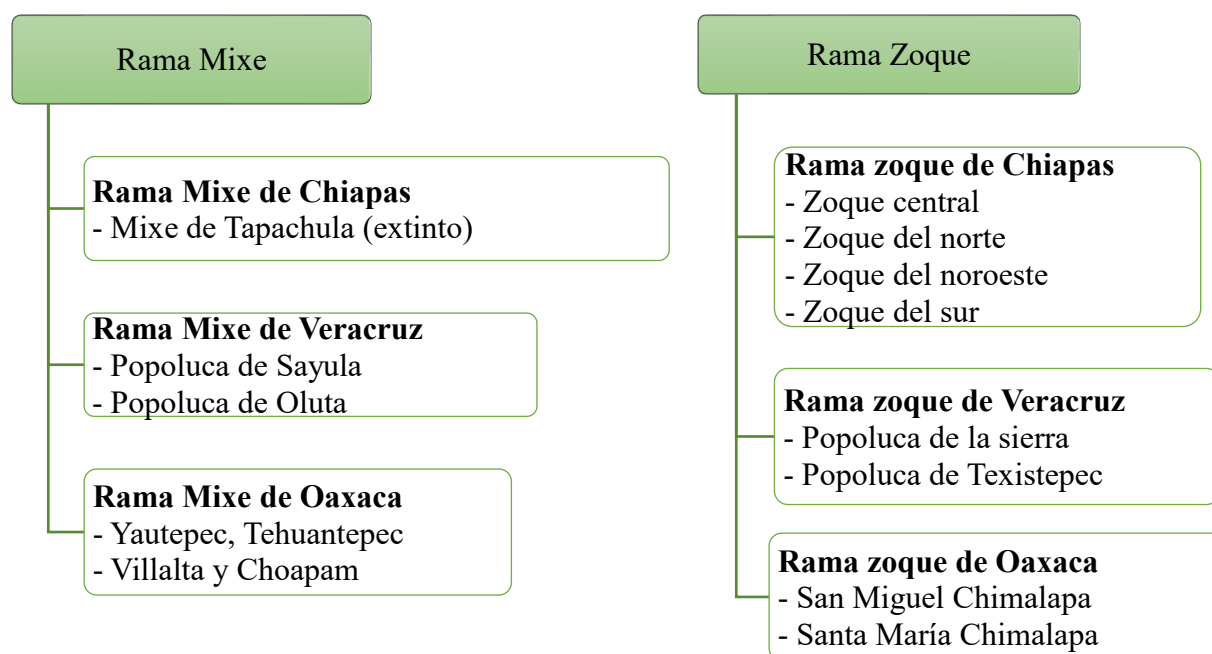 Rama Mixe
Rama Mixe de Chiapas
- Mixe de Tapachula (extinto)
Rama Mixe de Veracruz
- Popoluca de Sayula
- Popoluca de Oluta
Rama Mixe de Oaxaca
- Yautepec, Tehuantepec
- Villalta y Choapam
Rama Zoque
Rama zoque de Chiapas
- Zoque central
- Zoque del norte
- Zoque del noroeste
- Zoque del sur
Rama zoque de Veracruz
- Popoluca de la sierra
- Popoluca de Texistepec
Rama zoque de Oaxaca
- San Miguel Chimalapa
- Santa María Chimalapa